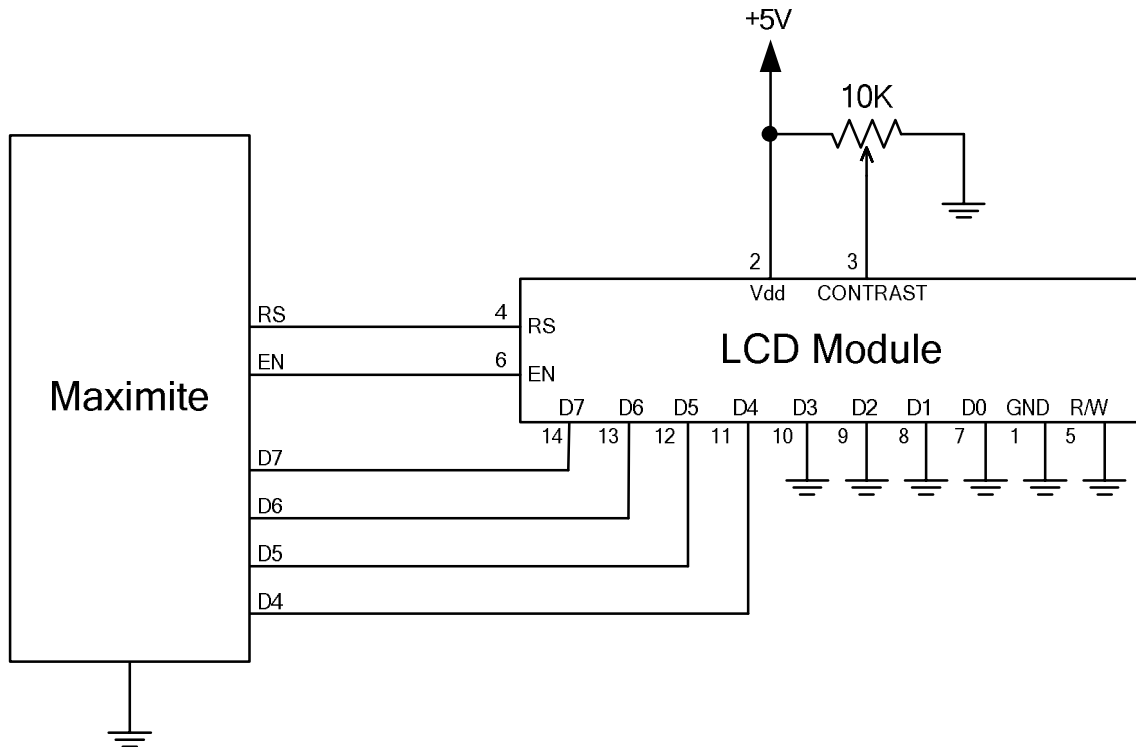 +5V
10K
2 3
Vdd CONTRAST
RS 4 RS
LCD Module
EN 6 EN
Maximite
D7 D6 D5 D4 D3 D2 D1 D0 GND R/W
14 13 12 11 10 9 8 7 1 5
D7
D6
D5
D4